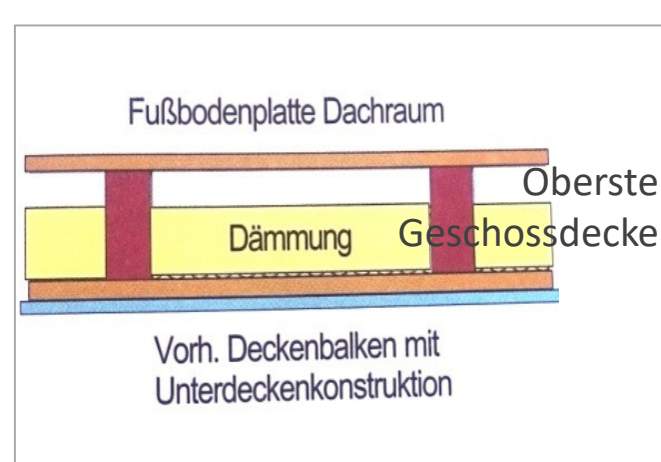 Fußbodenplatte Dachraum
Oberste
Geschossdecke
Dämmung
Vorh. Deckenbalken mit
Unterdeckenkonstruktion